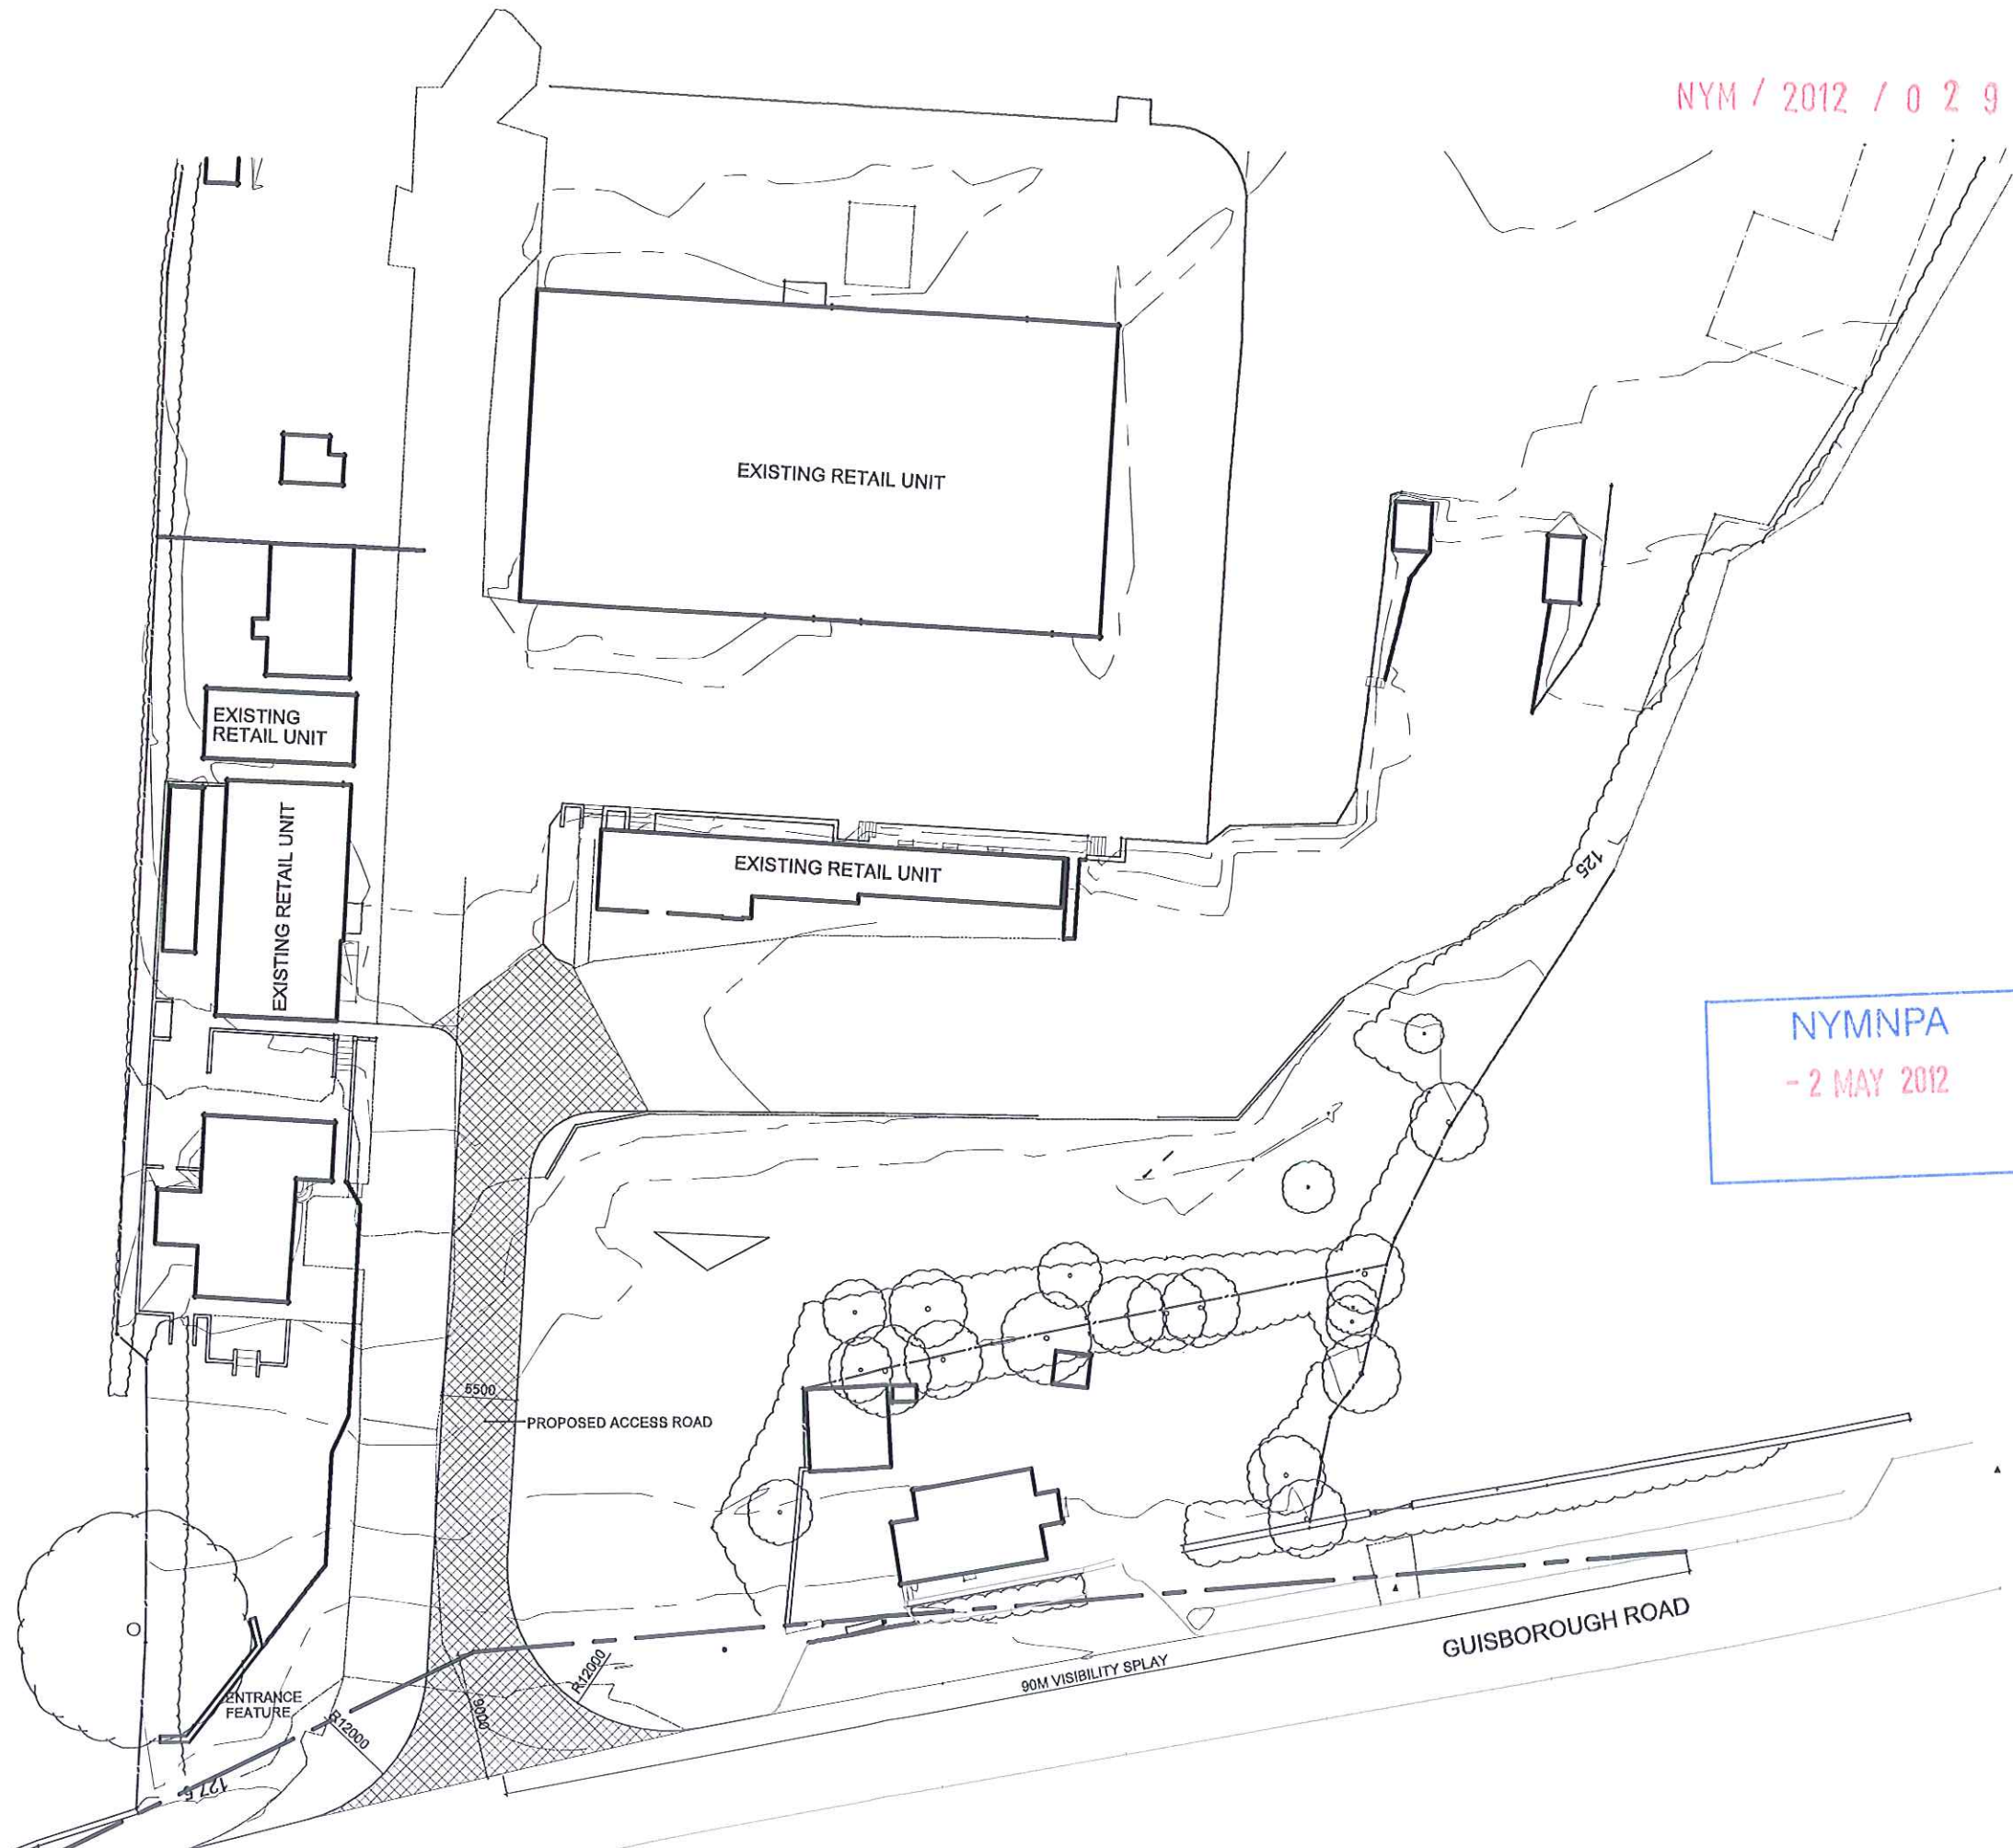 NYM / 2012 / 0 2 9
EXISTING RETAIL UNIT
EXISTING
RETAIL UNIT
EXISTING RETAIL UNIT
EXISTING RETAIL UNIT
125
NYMNPA
- 2 MAY 2012
5500
PROPOSED ACCESS ROAD
GUISBOROUGH ROAD
90M VISIBILITY SPLAY
R12000
9000
ENTRANCE
FEATURE
R12000
127.5